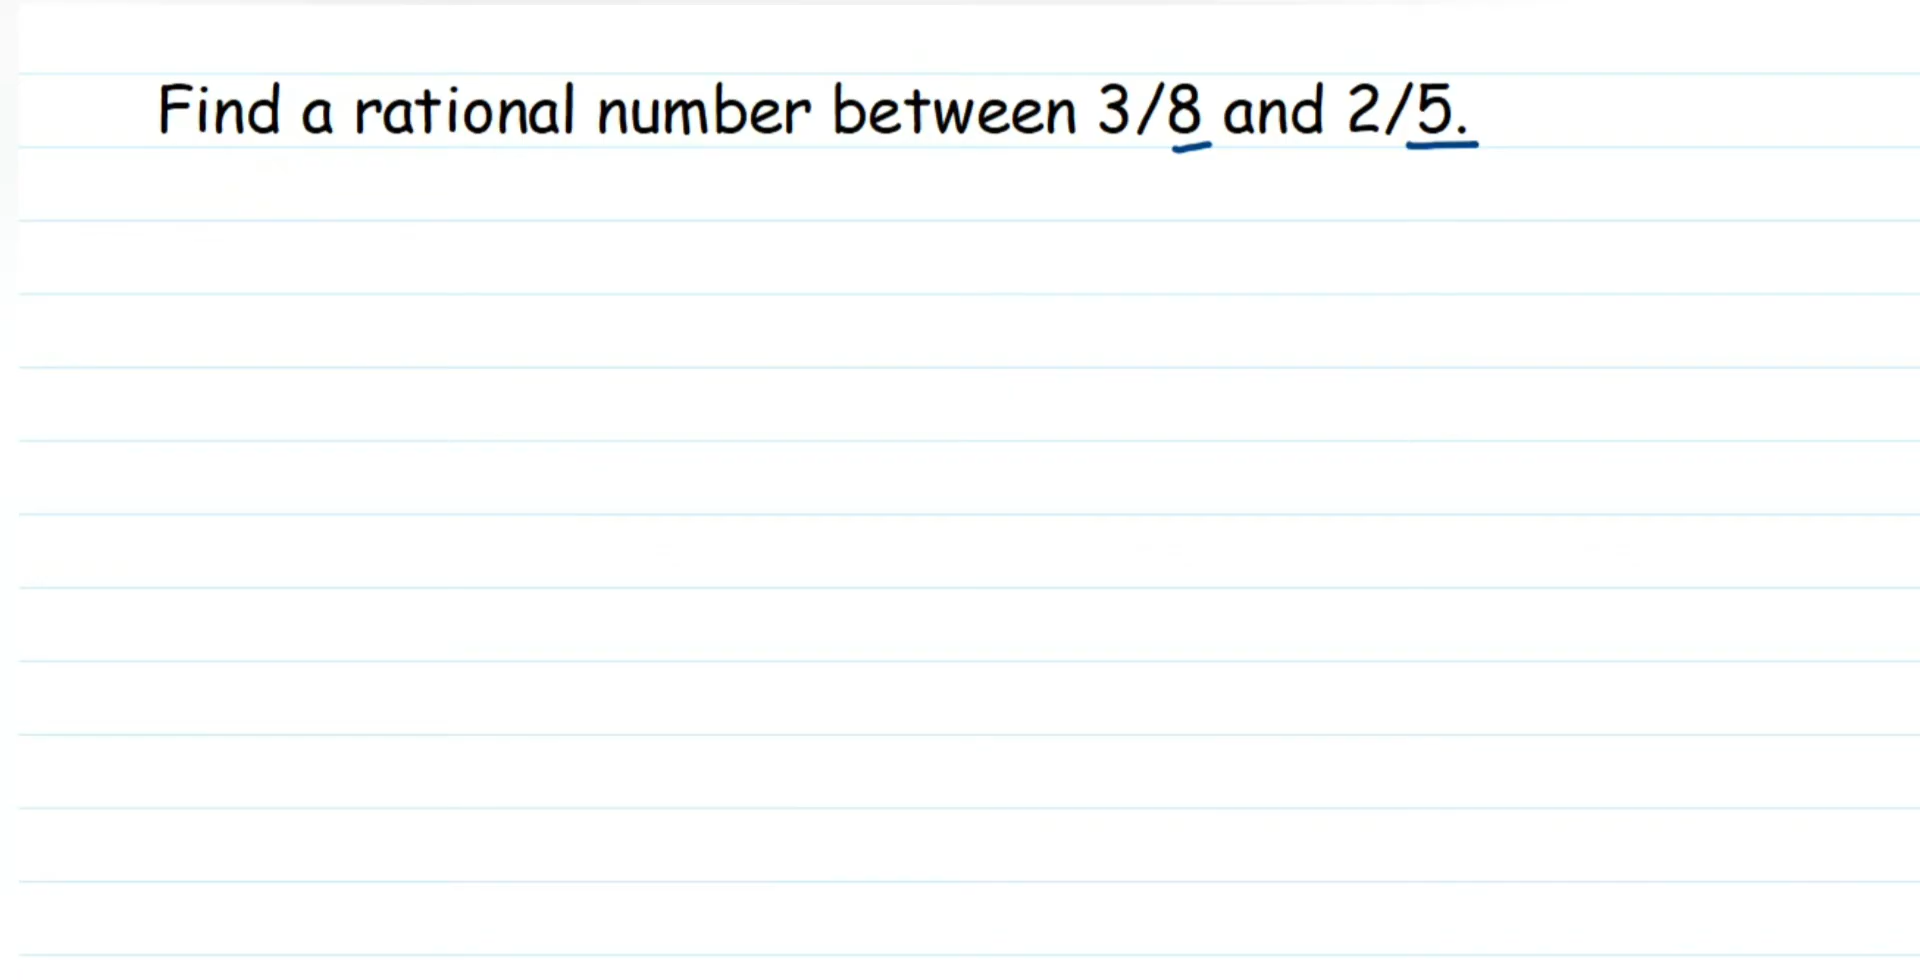 Find a rational number between 3/8 and 2/5.